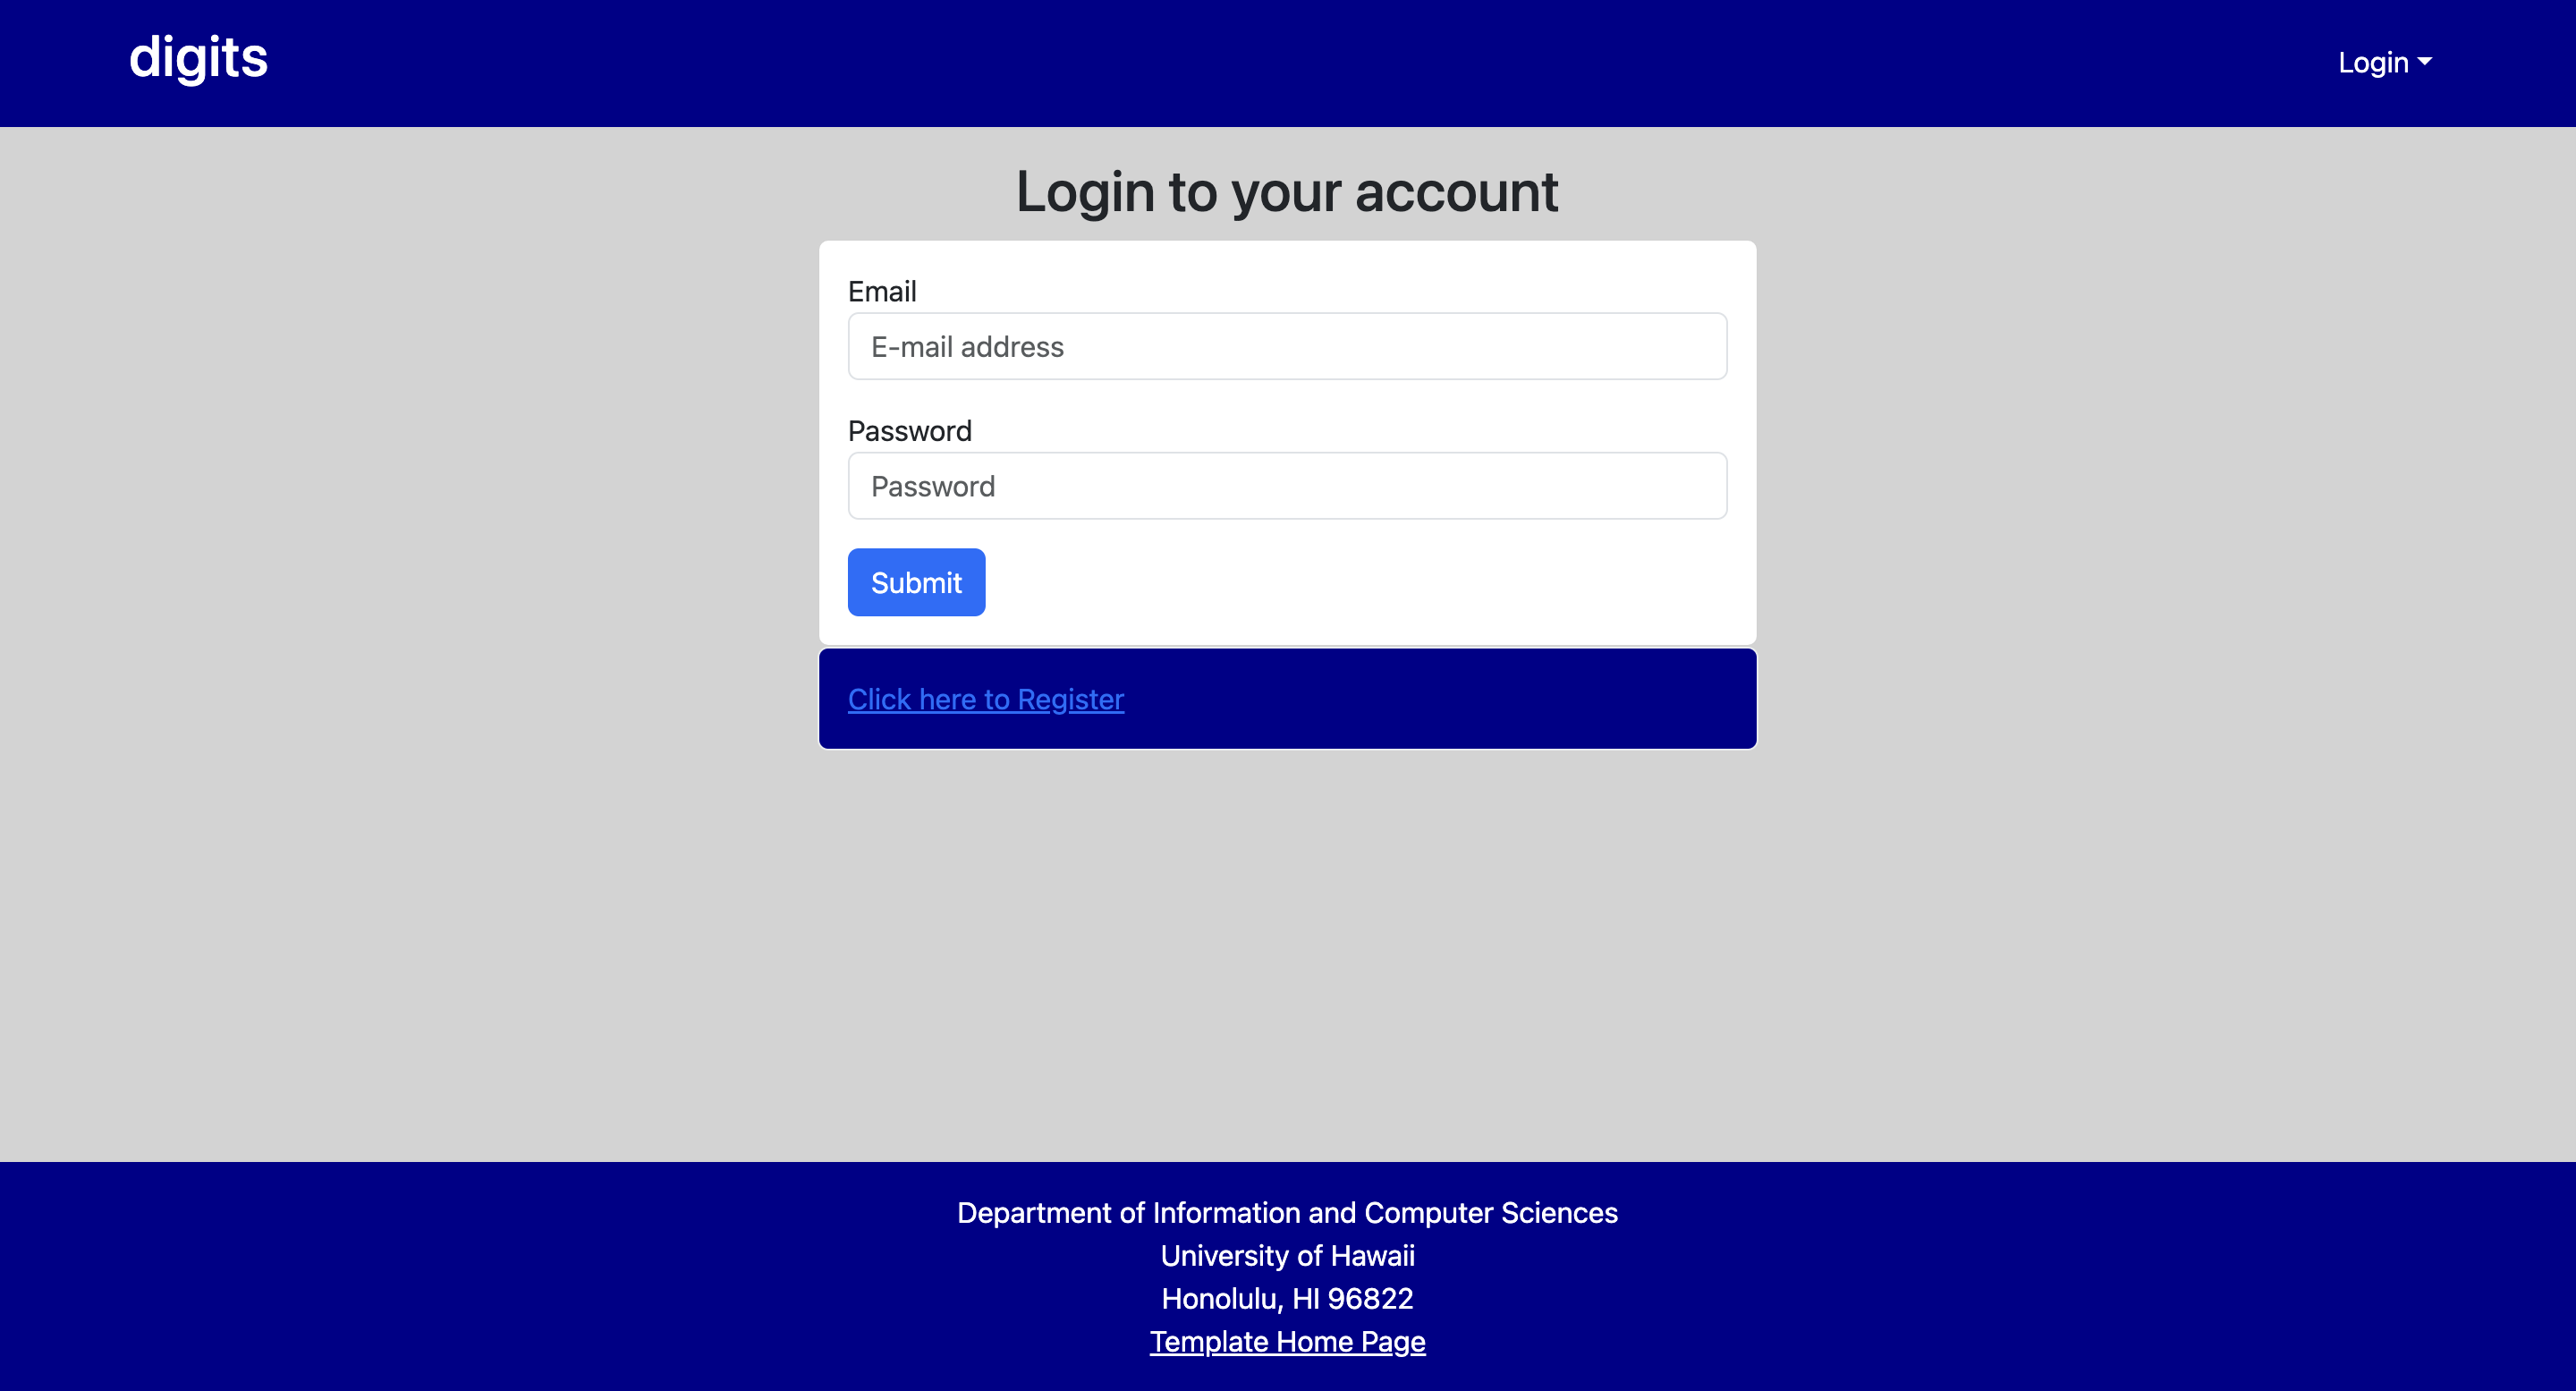 digits
Login
Login to your account
Email
E-mail address
Password
Password
Submit
Click here to Register
Department of Information and Computer Sciences
University of Hawaii
Honolulu, HI 96822
Template Home Page